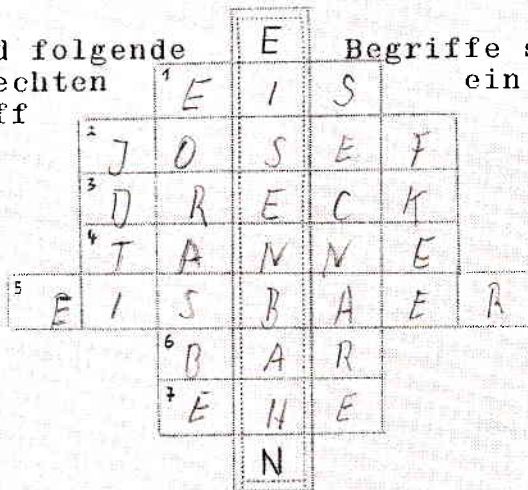 E
d folgende Begriffe s
echten ein
ff
1 E I S
2 J O S E F
3 D R E C K
4 T A N N E
5 E I S B A E R
6 B A R
7 E H E
N